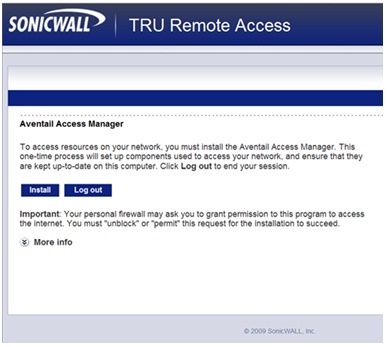 SONICWALL TRU Remote Access
Aventail Access Manager
To access resources on your network, you must install the Aventail Access Manager. This
one-time process will set up components used to access your network, and ensure that they
are kept up-to-date on this computer. Click Log out to end your session.
Install Log out
Important: Your personal firewall may ask you to grant permission to this program to access
the internet. You must "unblock" or "permit" this request for the installation to succeed.
More info
© 2009 SonicWALL, Inc.